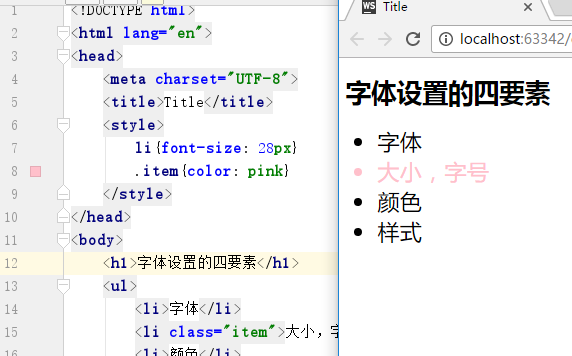 1 <!DOCTYPE html>
2 <html lang="en">
3 <head>
4 <meta charset="UTF-8">
5 <title>Title</title>
6 <style>
7 li{font-size: 28px}
8 .item{color: pink}
9 </style>
10 </head>
11 <body>
12 <h1>字体设置的四要素</h1>
13 <ul>
14 <li>字体</li>
15 <li class="item">大小，字
16 <li>颜色</li>
WS Title
localhost:63342/
字体设置的四要素
字体
大小，字号
颜色
样式